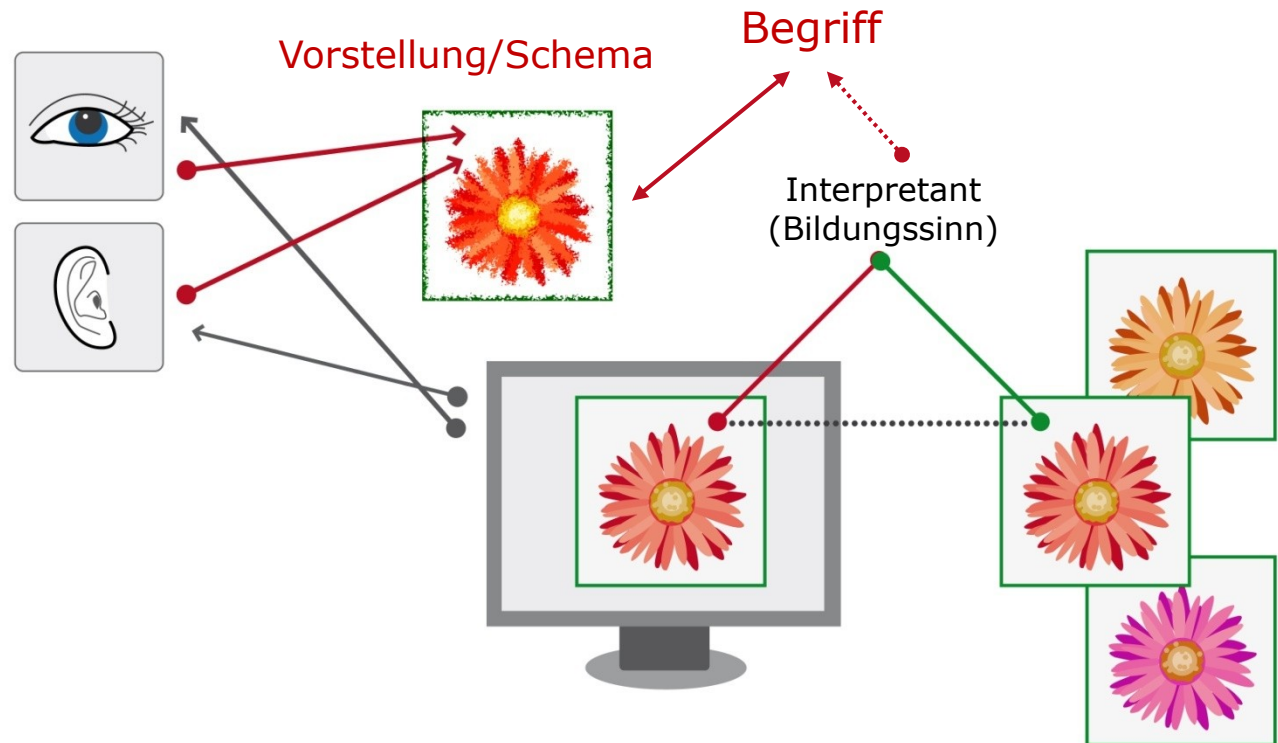 Begriff
Vorstellung/Schema
Interpretant
(Bildungssinn)